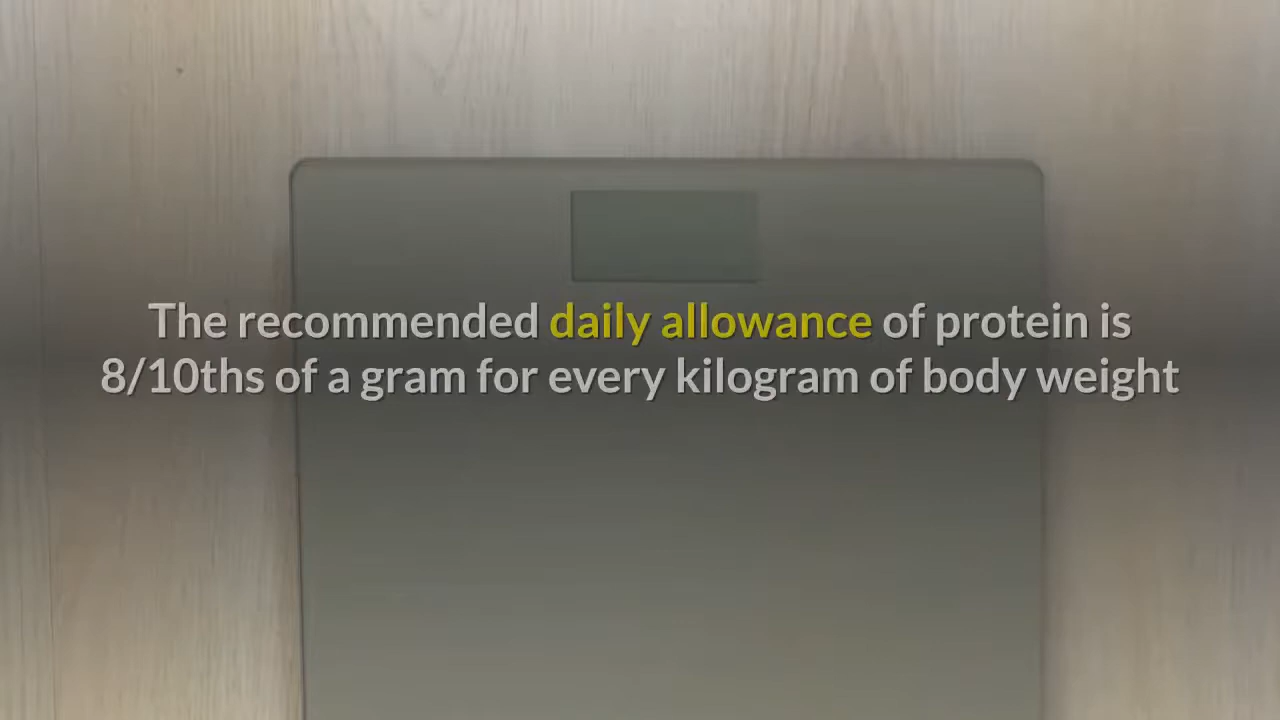 The recommended daily allowance of protein is
8/10ths of a gram for every kilogram of body weight